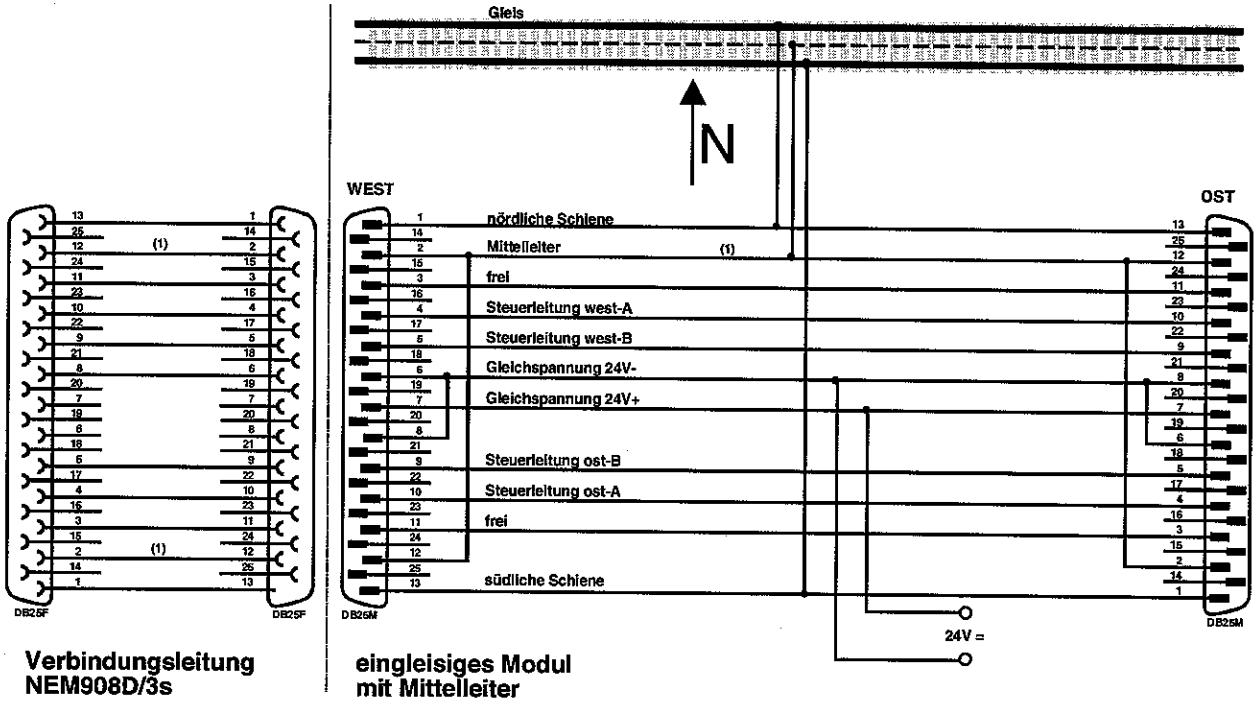 Gleis
N
WEST
OST
13 1
25 14
12 (1) 2
24 15
11 3
23 16
10 4
22 17
9 5
21 18
8 6
20 19
7 7
19 20
6 8
18 21
5 9
17 22
4 10
16 23
3 11
15 24
2 (1) 12
14 25
1 13
DB25F
DB25F
1 nördliche Schiene 13
14 25
2 Mittelleiter (1) 12
15 24
3 frei 11
16 23
4 Steuerleitung west-A 10
17 22
5 Steuerleitung west-B 9
18 21
6 Gleichspannung 24V- 8
19 20
7 Gleichspannung 24V+ 7
20 19
8 6
21 18
9 Steuerleitung ost-B 5
22 17
10 Steuerleitung ost-A 4
23 16
11 frei 3
24 15
12 2
25 14
13 südliche Schiene 1
DB25M
DB25M
24V =
Verbindungsleitung
NEM908D/3s
eingleisiges Modul
mit Mittelleiter